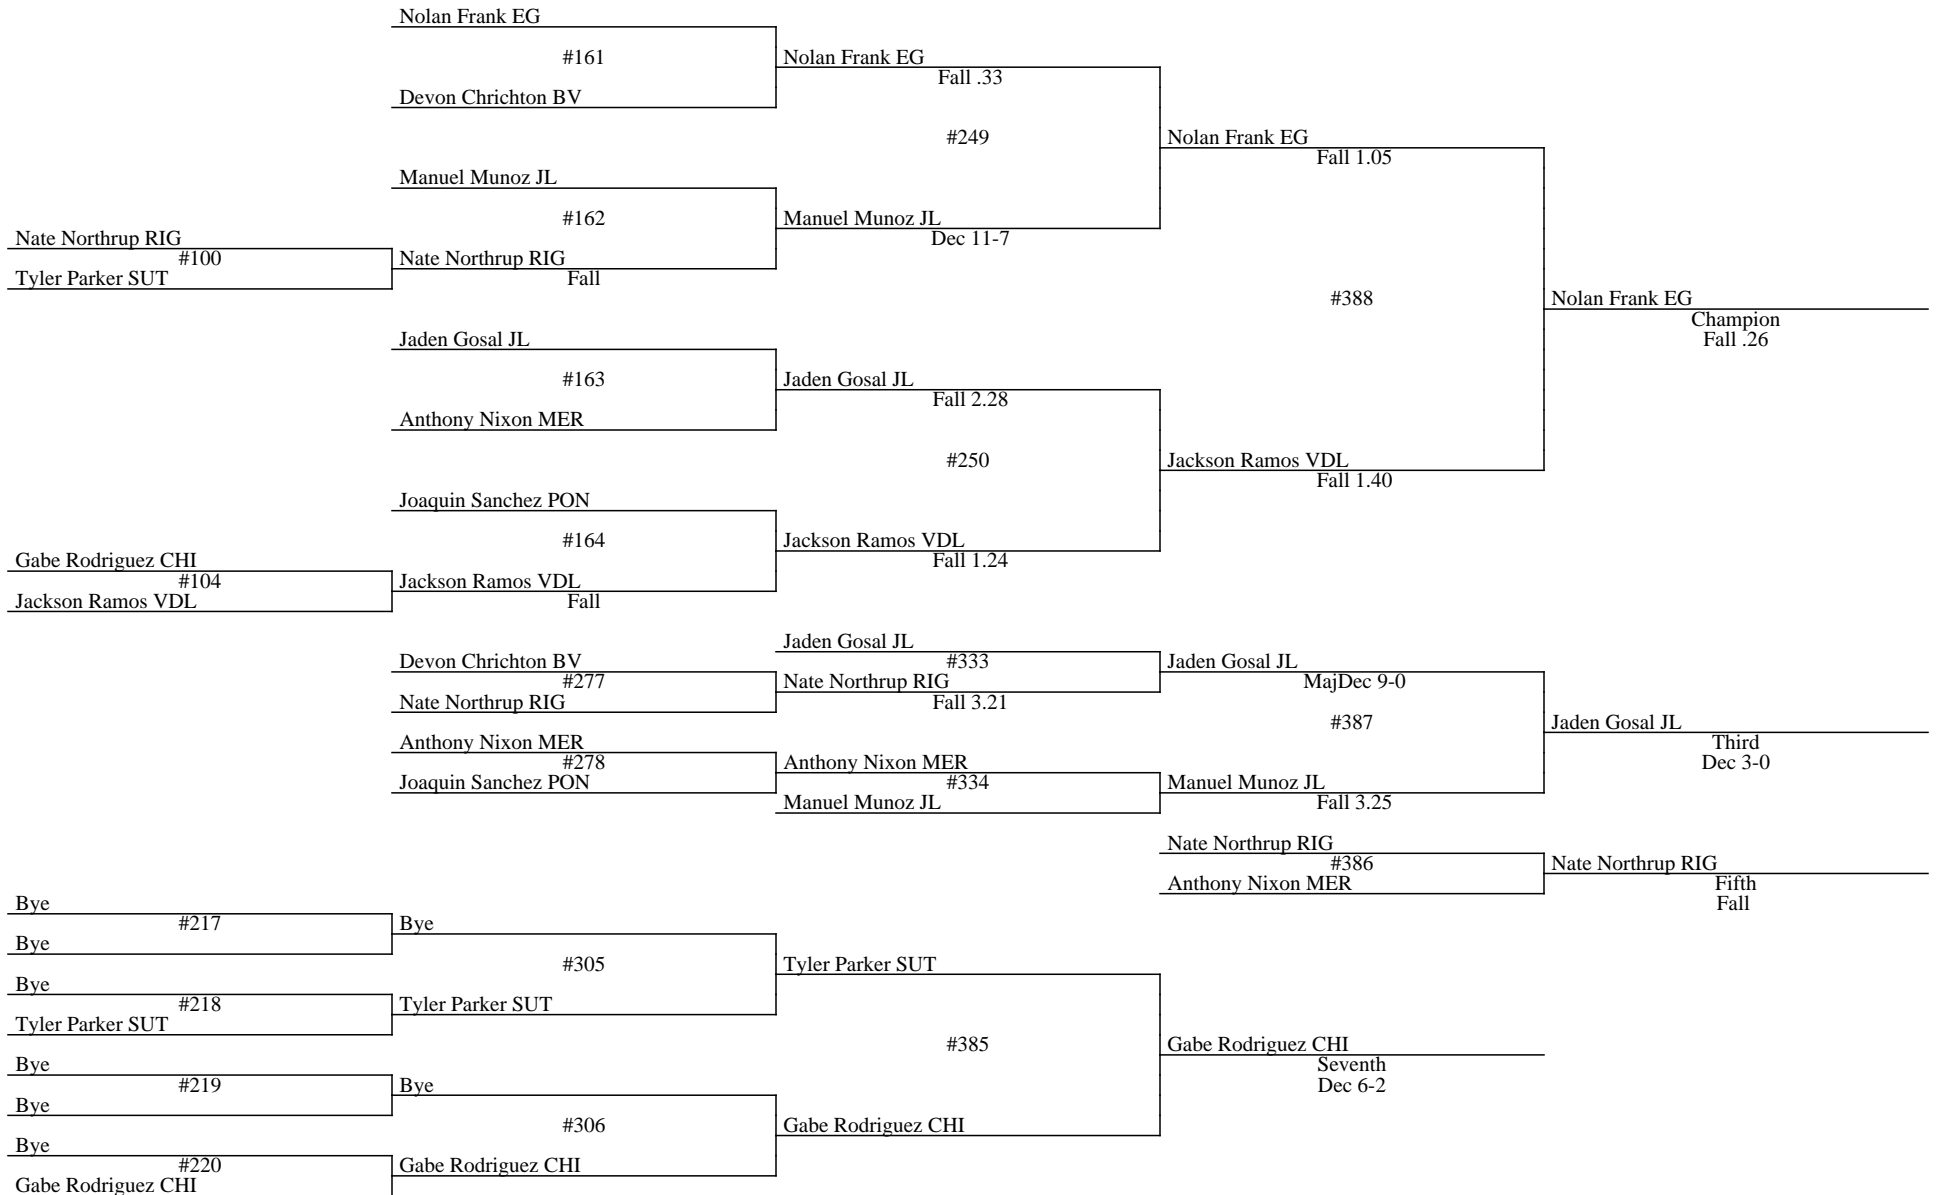 Nolan Frank EG
#161
Nolan Frank EG
Fall .33
Devon Chrichton BV
#249
Nolan Frank EG
Fall 1.05
Manuel Munoz JL
#162
Manuel Munoz JL
Dec 11-7
Nate Northrup RIG
#100
Nate Northrup RIG
Fall
Tyler Parker SUT
#388
Nolan Frank EG
Champion
Fall .26
Jaden Gosal JL
#163
Jaden Gosal JL
Fall 2.28
Anthony Nixon MER
#250
Jackson Ramos VDL
Fall 1.40
Joaquin Sanchez PON
#164
Jackson Ramos VDL
Fall 1.24
Gabe Rodriguez CHI
#104
Jackson Ramos VDL
Fall
Jackson Ramos VDL
Jaden Gosal JL
#333
Jaden Gosal JL
MajDec 9-0
Devon Chrichton BV
#277
Nate Northrup RIG
Fall 3.21
Nate Northrup RIG
#387
Jaden Gosal JL
Third
Dec 3-0
Anthony Nixon MER
#278
Anthony Nixon MER
#334
Joaquin Sanchez PON
Manuel Munoz JL
Fall 3.25
Manuel Munoz JL
Nate Northrup RIG
#386
Nate Northrup RIG
Fifth
Fall
Anthony Nixon MER
Bye
#217
Bye
Bye
#305
Tyler Parker SUT
Bye
#218
Tyler Parker SUT
Tyler Parker SUT
#385
Gabe Rodriguez CHI
Seventh
Dec 6-2
Bye
#219
Bye
Bye
#306
Gabe Rodriguez CHI
Bye
#220
Gabe Rodriguez CHI
Gabe Rodriguez CHI